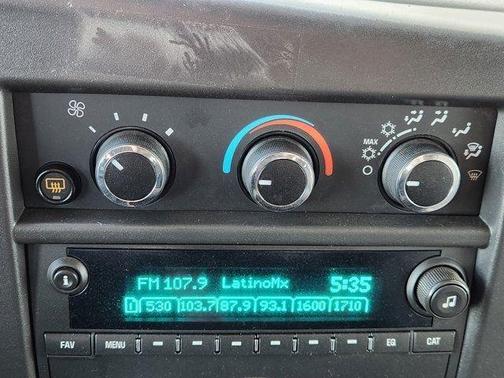 MAX
FM 107.9 LatinoMx 5:35
1 530 103.7 87.9 93.1 1600 1710
i
FAV MENU EQ CAT